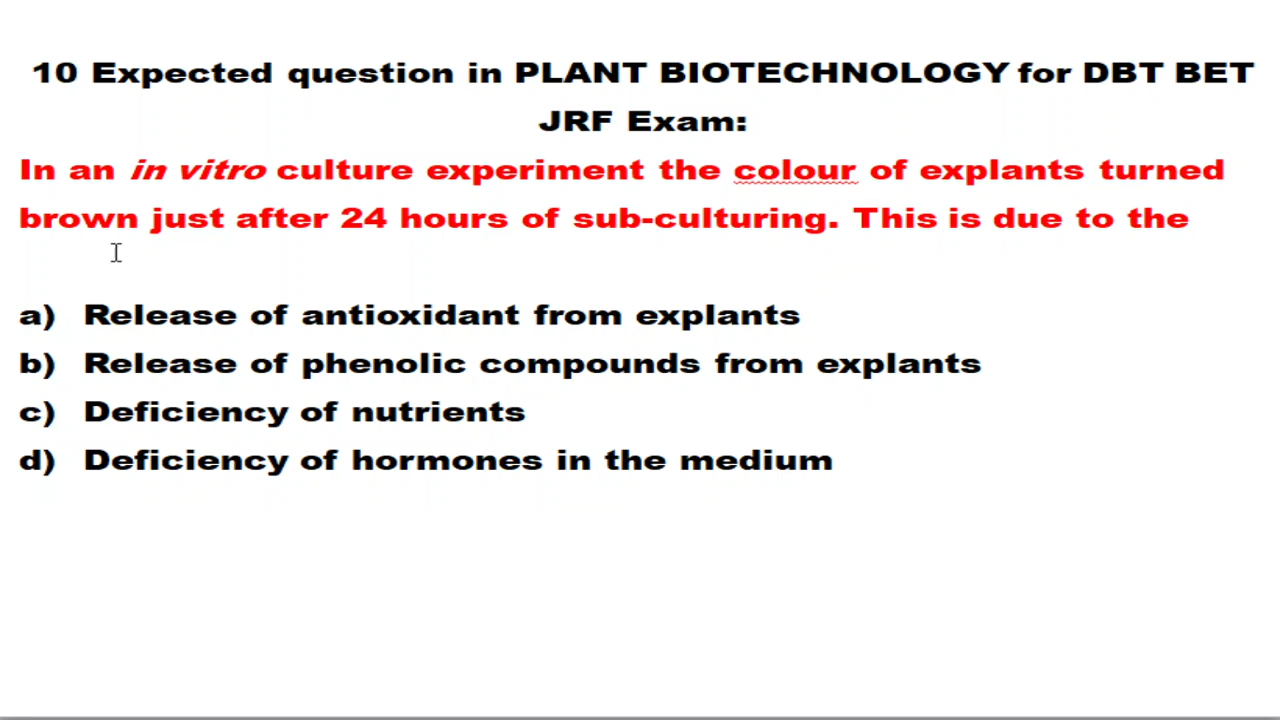 10 Expected question in PLANT BIOTECHNOLOGY for DBT BET
JRF Exam:
In an in vitro culture experiment the colour of explants turned
brown just after 24 hours of sub-culturing. This is due to the
a) Release of antioxidant from explants
b) Release of phenolic compounds from explants
c) Deficiency of nutrients
d) Deficiency of hormones in the medium